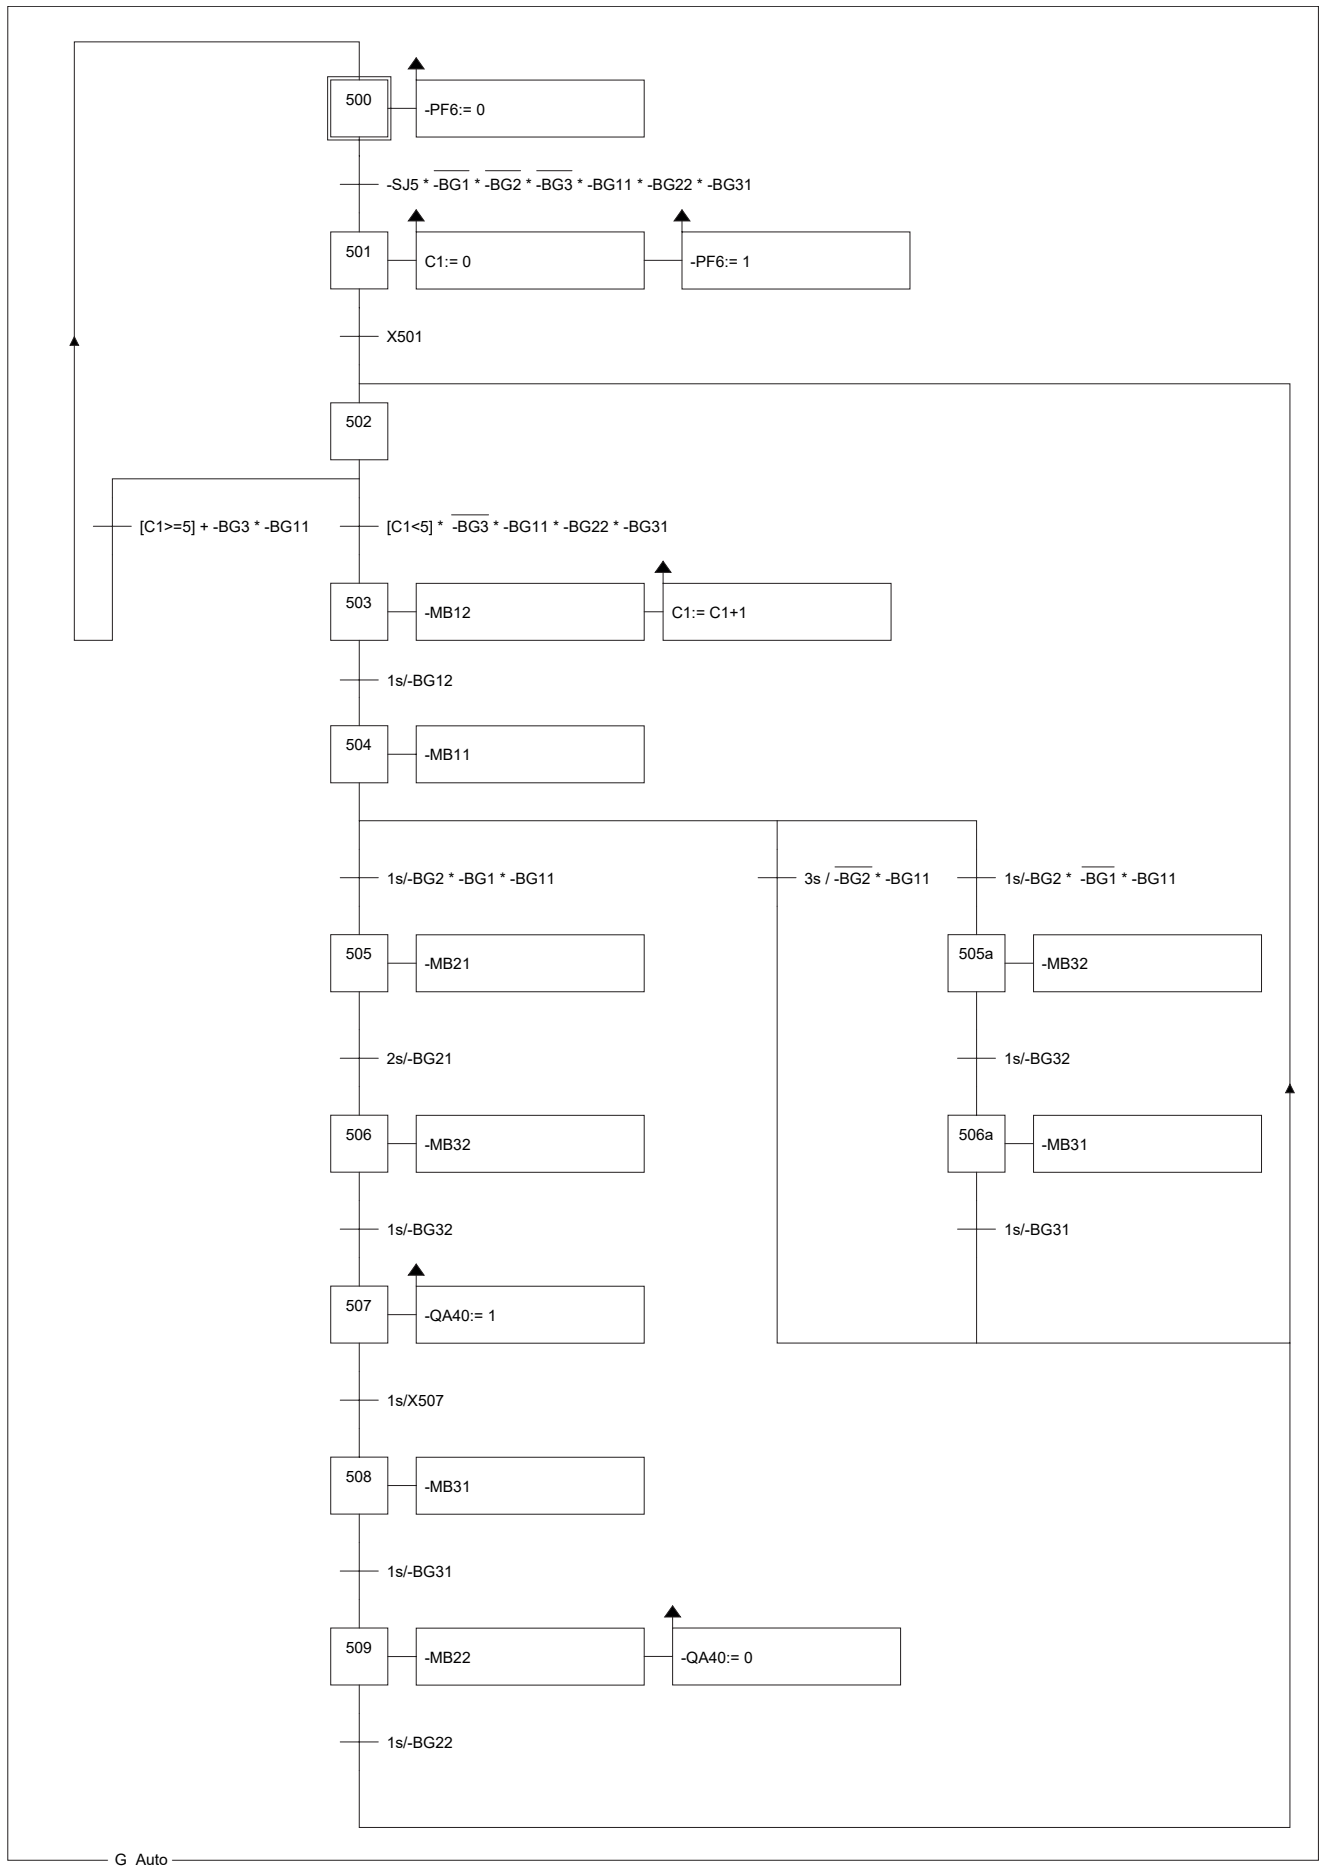 500
-PF6:= 0
-SJ5 * -BG1 * -BG2 * -BG3 * -BG11 * -BG22 * -BG31
501
C1:= 0
-PF6:= 1
X501
502
[C1>=5] + -BG3 * -BG11
[C1<5] * -BG3 * -BG11 * -BG22 * -BG31
503
-MB12
C1:= C1+1
1s/-BG12
504
-MB11
1s/-BG2 * -BG1 * -BG11
3s / -BG2 * -BG11
1s/-BG2 * -BG1 * -BG11
505
-MB21
505a
-MB32
2s/-BG21
1s/-BG32
506
-MB32
506a
-MB31
1s/-BG32
1s/-BG31
507
-QA40:= 1
1s/X507
508
-MB31
1s/-BG31
509
-MB22
-QA40:= 0
1s/-BG22
G_Auto